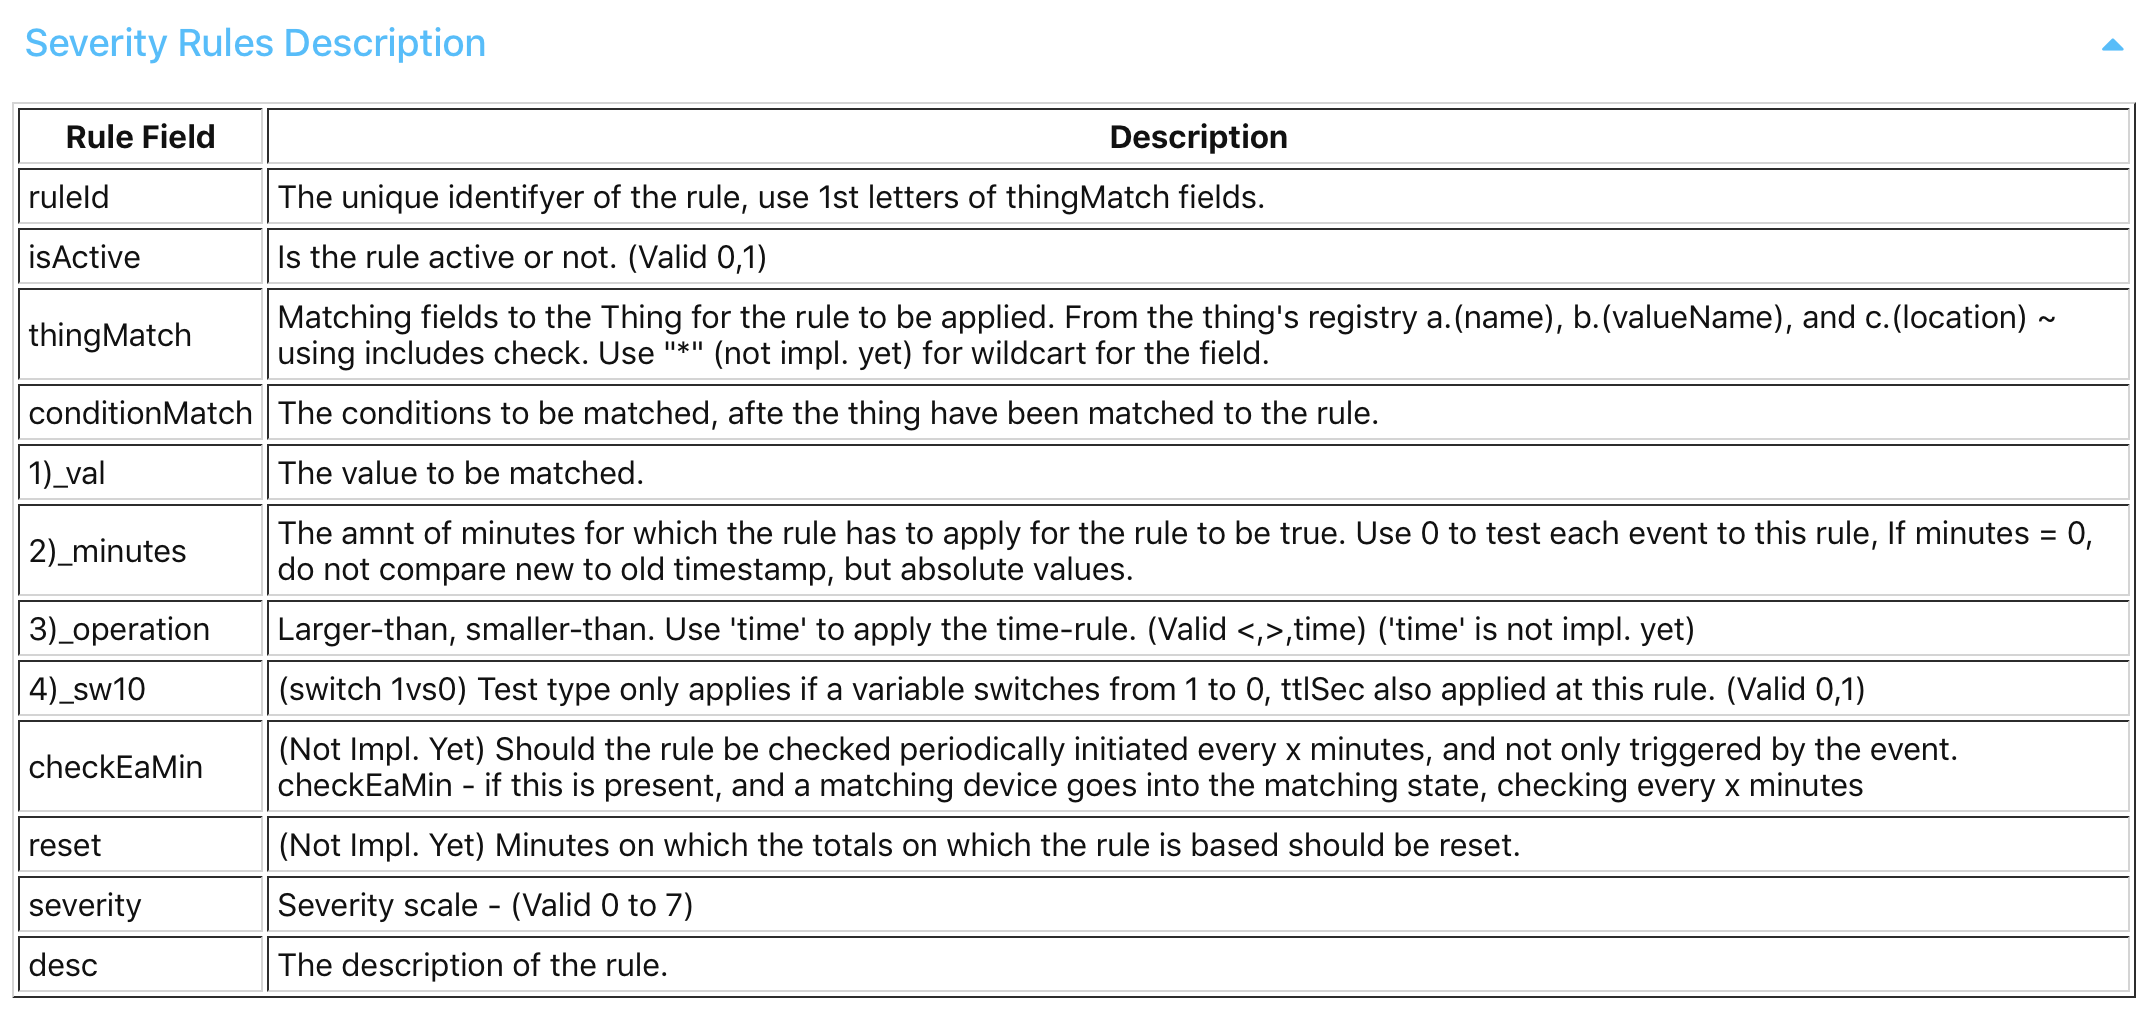 Severity Rules Description
Rule Field
Description
ruleId
The unique identifyer of the rule, use 1st letters of thingMatch fields.
isActive
Is the rule active or not. (Valid 0,1)
thingMatch
Matching fields to the Thing for the rule to be applied. From the thing's registry a.(name), b.(valueName), and c.(location) ~
using includes check. Use "*" (not impl. yet) for wildcart for the field.
conditionMatch
The conditions to be matched, afte the thing have been matched to the rule.
1)_val
The value to be matched.
2)_minutes
The amnt of minutes for which the rule has to apply for the rule to be true. Use 0 to test each event to this rule, If minutes = 0,
do not compare new to old timestamp, but absolute values.
3)_operation
Larger-than, smaller-than. Use 'time' to apply the time-rule. (Valid <,>,time) ('time' is not impl. yet)
4)_sw10
(switch 1vs0) Test type only applies if a variable switches from 1 to 0, ttlSec also applied at this rule. (Valid 0,1)
checkEaMin
(Not Impl. Yet) Should the rule be checked periodically initiated every x minutes, and not only triggered by the event.
checkEaMin - if this is present, and a matching device goes into the matching state, checking every x minutes
reset
(Not Impl. Yet) Minutes on which the totals on which the rule is based should be reset.
severity
Severity scale - (Valid 0 to 7)
desc
The description of the rule.